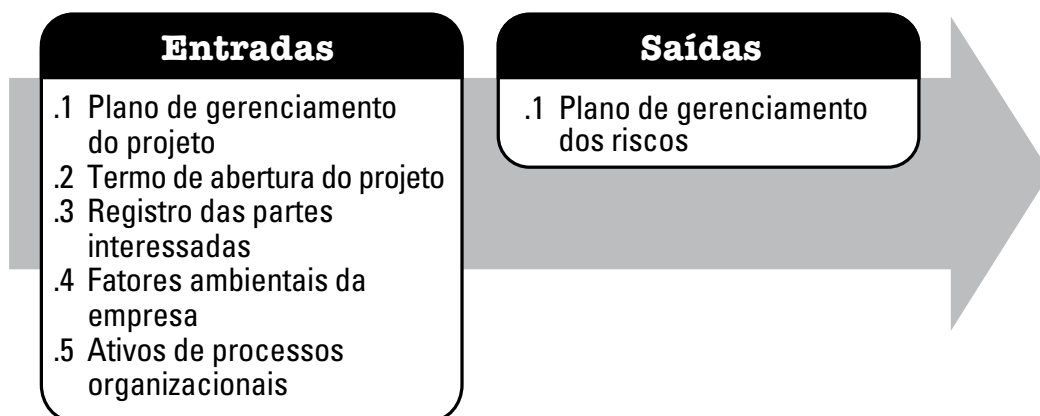 Entradas
.1 Plano de gerenciamento
do projeto
.2 Termo de abertura do projeto
.3 Registro das partes
interessadas
.4 Fatores ambientais da
empresa
.5 Ativos de processos
organizacionais
Saídas
.1 Plano de gerenciamento
dos riscos